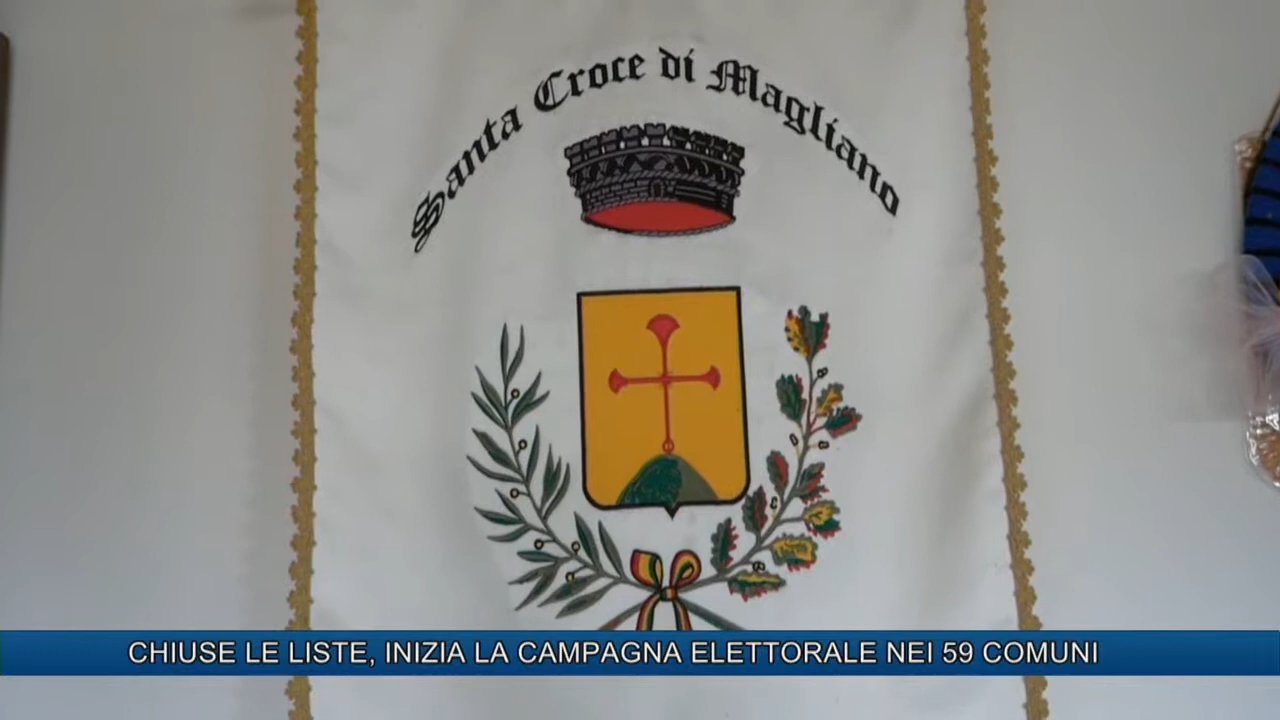 Santa Croce di Magliano
CHIUSE LE LISTE, INIZIA LA CAMPAGNA ELETTORALE NEI 59 COMUNI